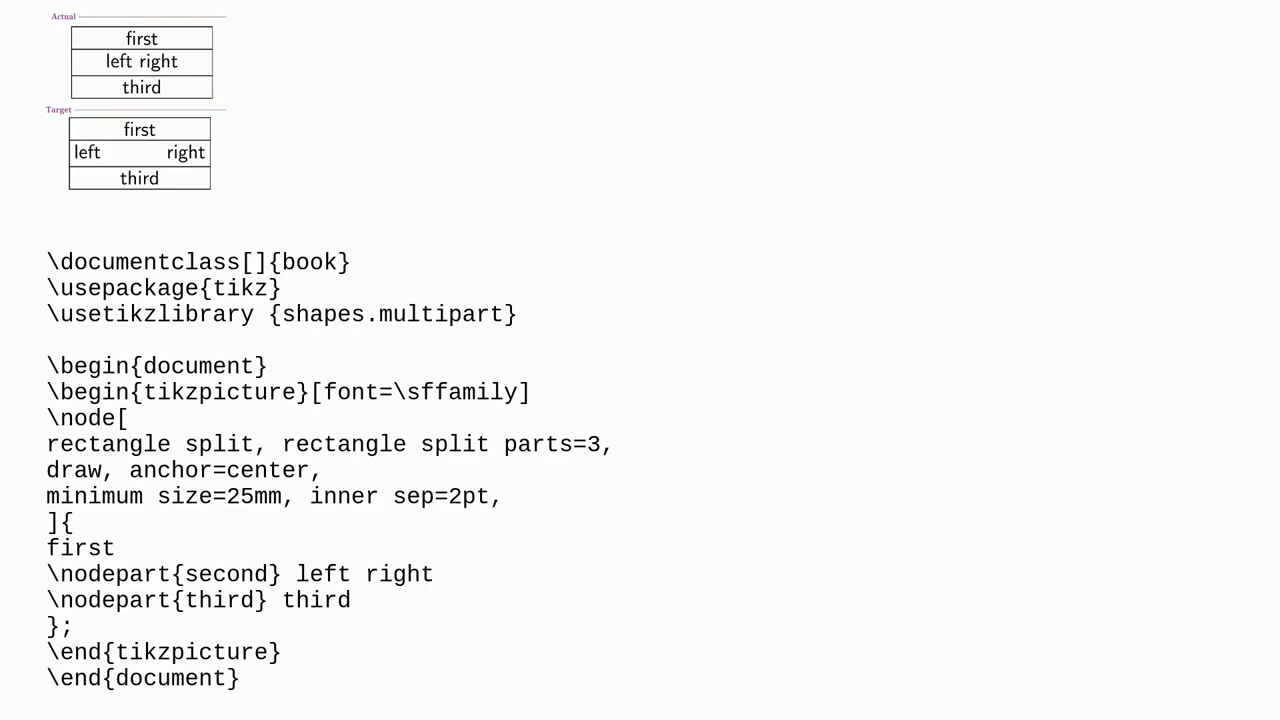 Actual
first
left right
third
Target
first
left right
third
\documentclass[]{book}
\usepackage{tikz}
\usetikzlibrary {shapes.multipart}
\begin{document}
\begin{tikzpicture}[font=\sffamily]
\node[
rectangle split, rectangle split parts=3,
draw, anchor=center,
minimum size=25mm, inner sep=2pt,
]{
first
\nodepart{second} left right
\nodepart{third} third
};
\end{tikzpicture}
\end{document}